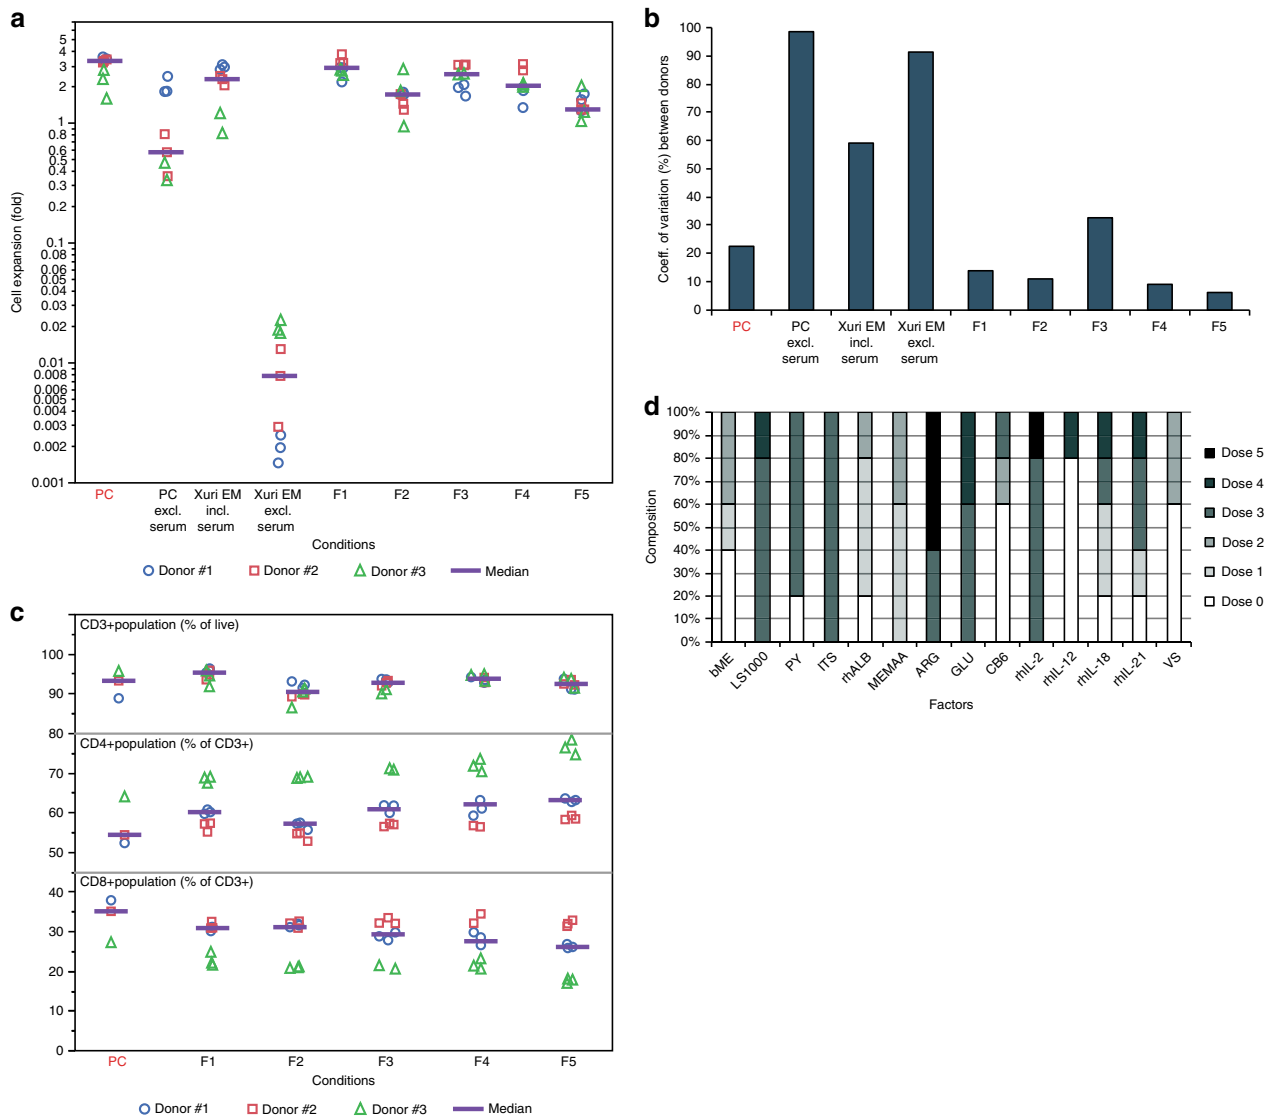 a
Cell expansion (fold)
5
4
3
2
1
0.8
0.6
0.5
0.4
0.3
0.2
0.1
0.08
0.06
0.05
0.04
0.03
0.02
0.01
0.008
0.006
0.005
0.004
0.003
0.002
0.001
PC
PC excl. serum
Xuri EM incl. serum
Xuri EM excl. serum
F1
F2
F3
F4
F5
Conditions
Donor #1
Donor #2
Donor #3
Median
b
Coeff. of variation (%) between donors
100
90
80
70
60
50
40
30
20
10
0
PC
PC excl. serum
Xuri EM incl. serum
Xuri EM excl. serum
F1
F2
F3
F4
F5
d
Composition
100%
90%
80%
70%
60%
50%
40%
30%
20%
10%
0%
bME
LS1000
PY
ITS
rhALB
MEMAA
ARG
GLU
CB6
rhIL-2
rhIL-12
rhIL-18
rhIL-21
VS
Factors
Dose 5
Dose 4
Dose 3
Dose 2
Dose 1
Dose 0
c
CD3+population (% of live)
100
90
80
CD4+population (% of CD3+)
70
60
50
CD8+population (% of CD3+)
40
30
20
10
0
PC
F1
F2
F3
F4
F5
Conditions
Donor #1
Donor #2
Donor #3
Median